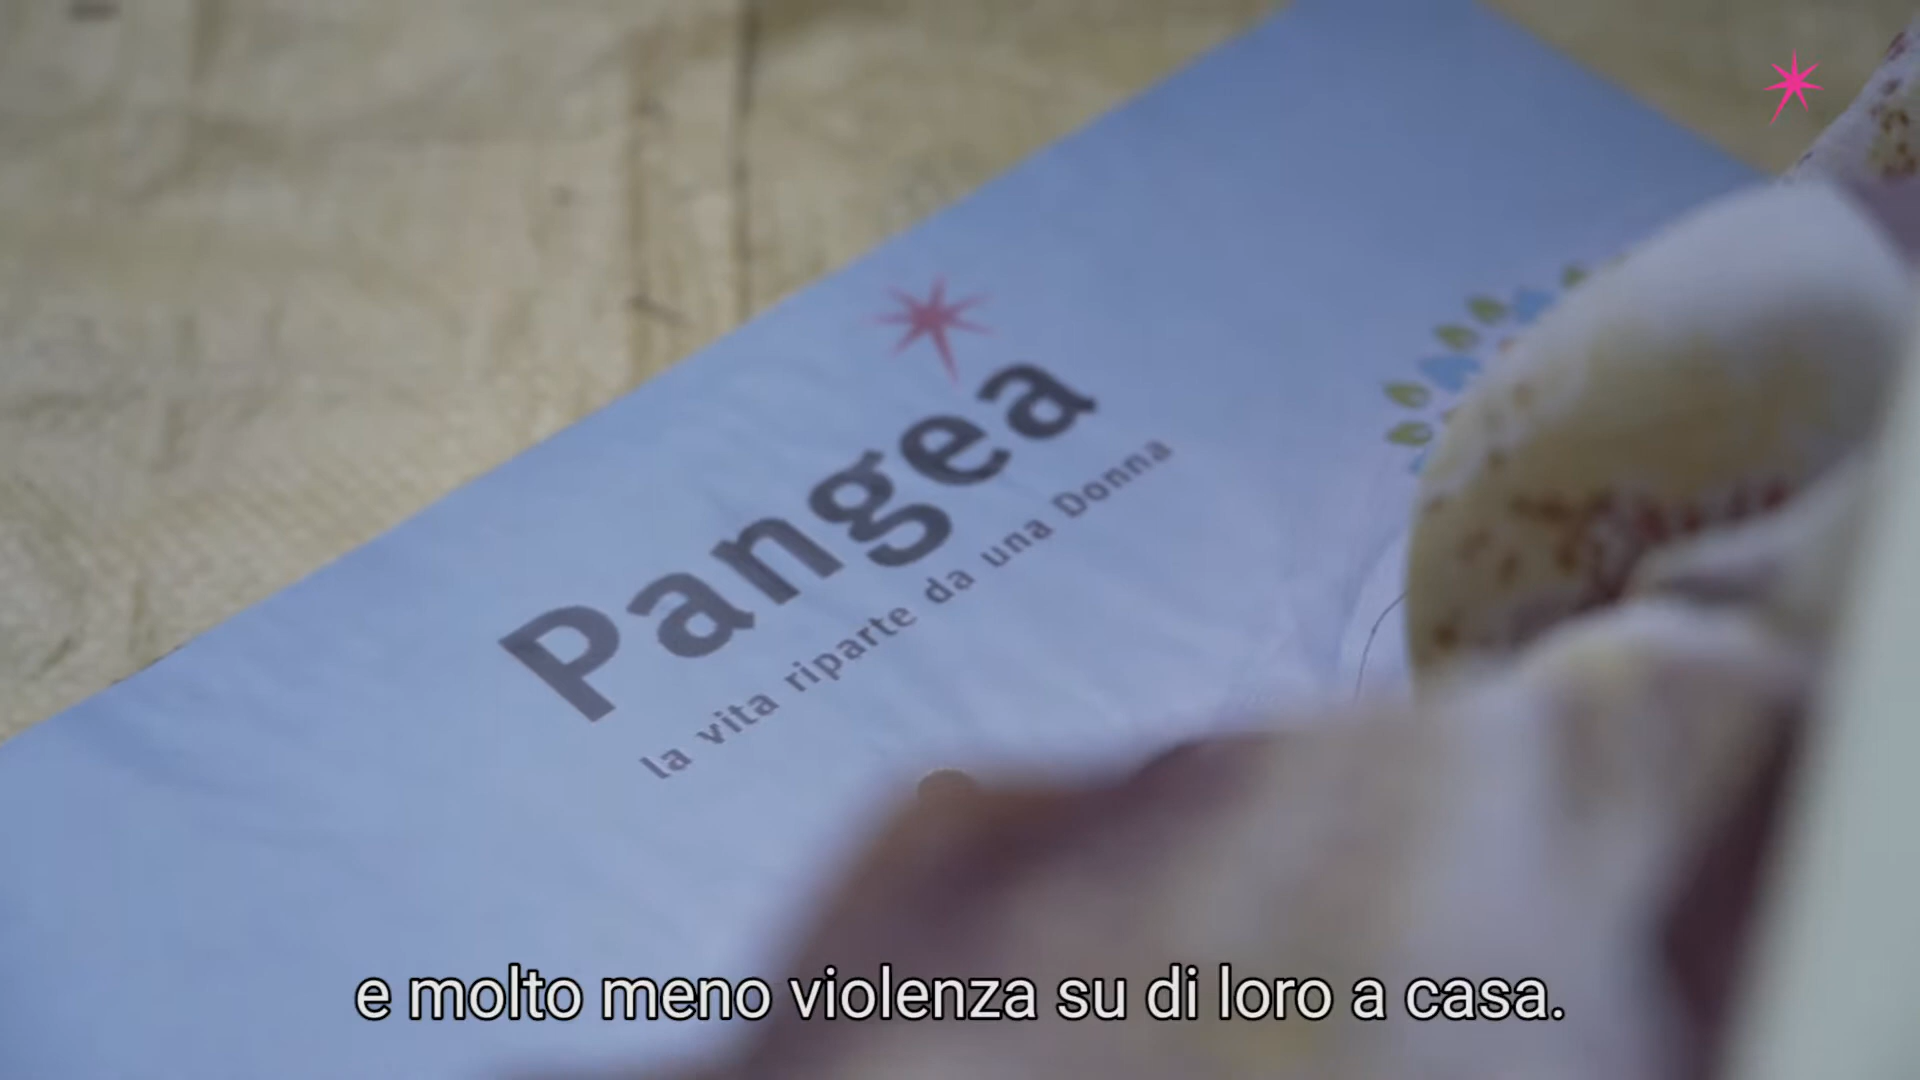 Pangea
la vita riparte da una Donna
e molto meno violenza su di loro a casa.